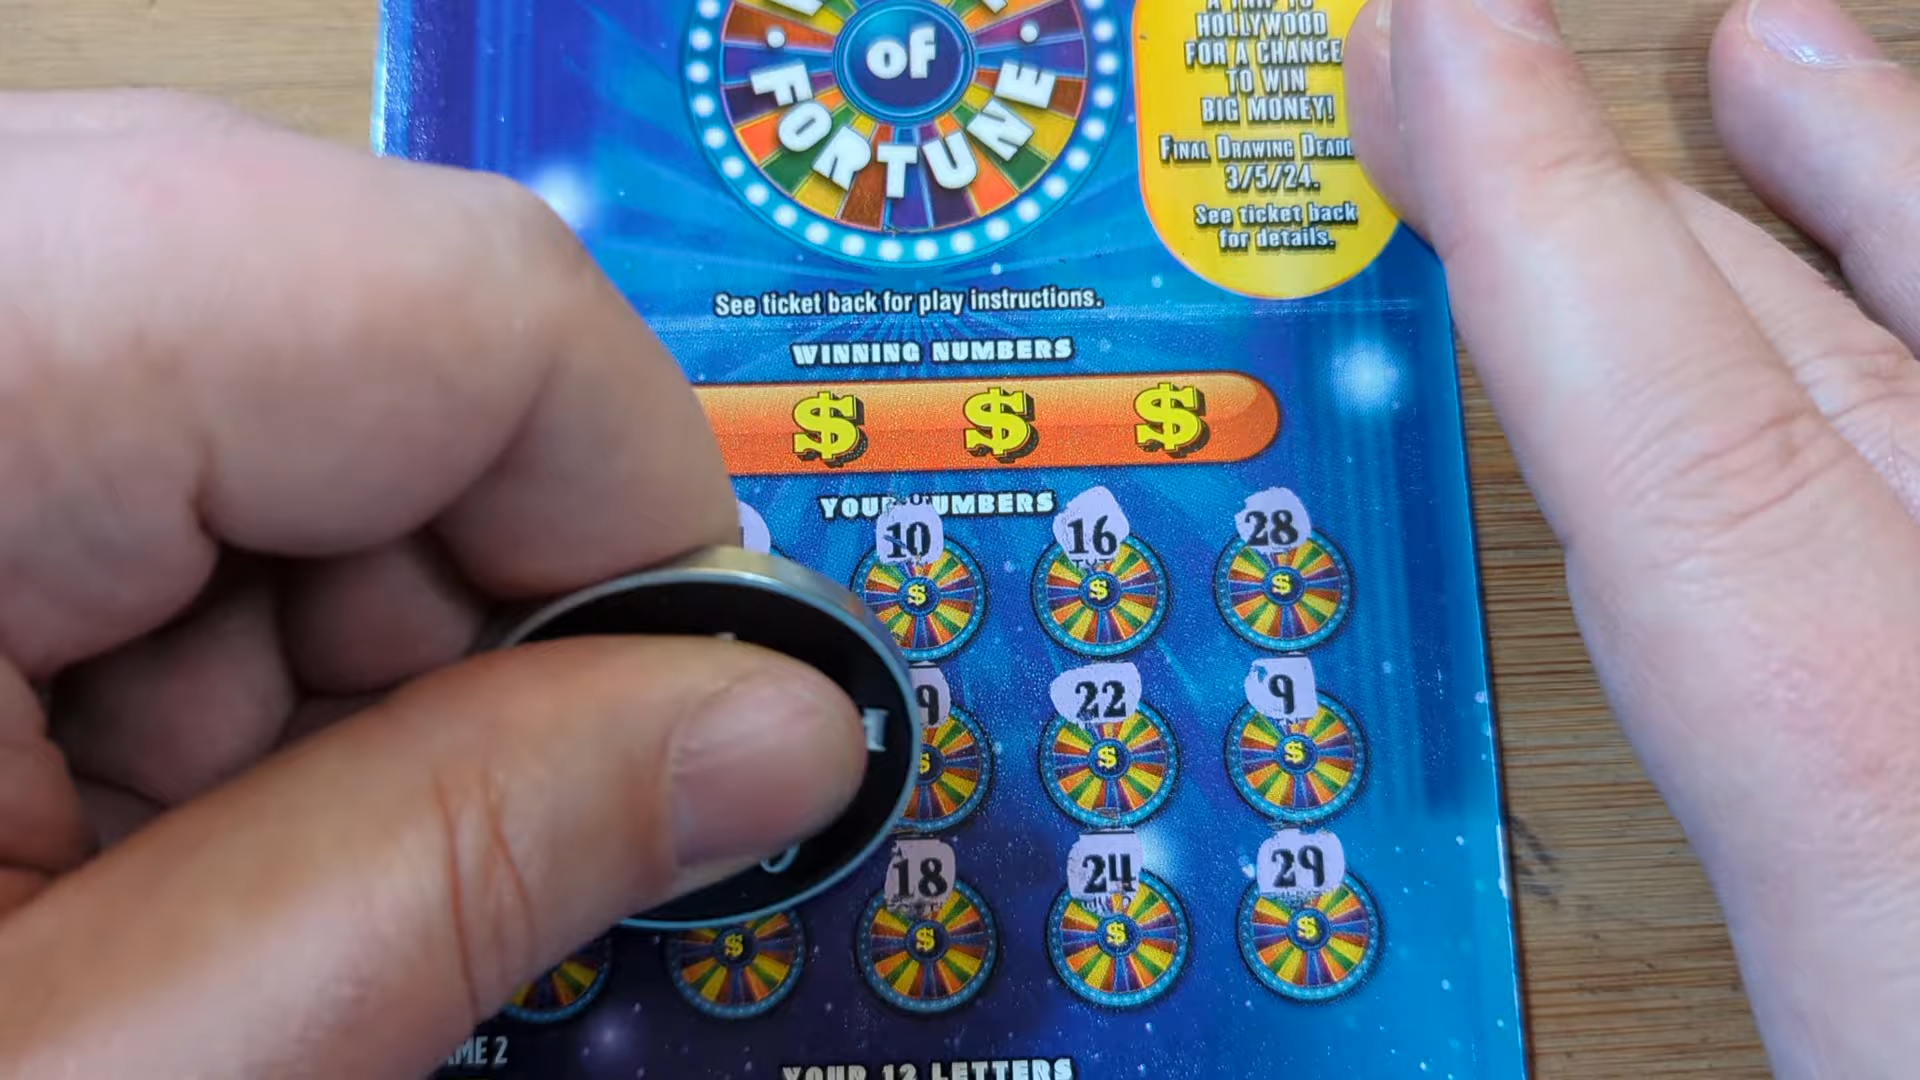 OF
FORTUNE
A TRIP TO
HOLLYWOOD
FOR A CHANCE
TO WIN
BIG MONEY!
FINAL DRAWING
3/5/24.
See ticket back
for details.
See ticket back for play instructions.
WINNING NUMBERS
$ $ $
YOUR NUMBERS
10 16 28
$ $ $
9 22 9
$ $ $
18 24 29
$ $ $ $
2
YOUR 12 LETTERS